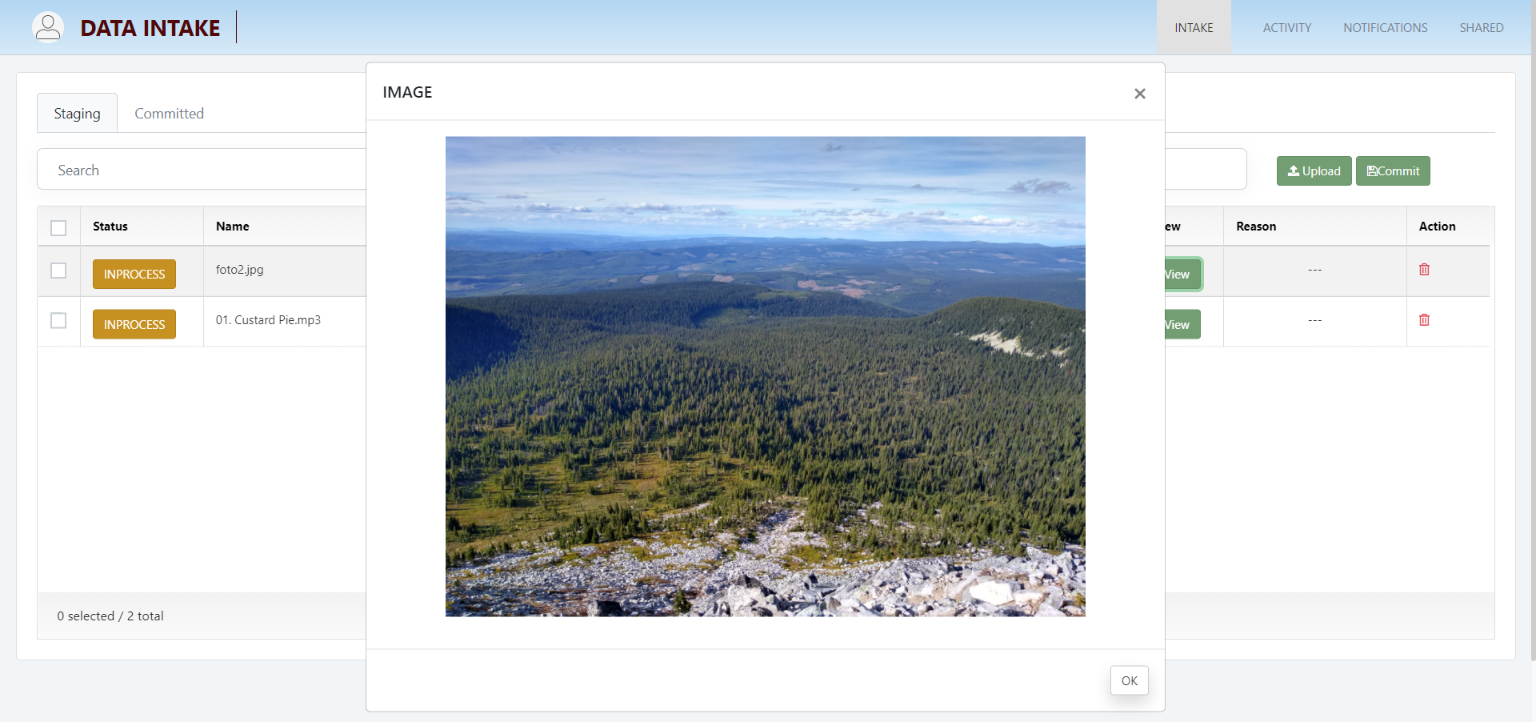 DATA INTAKE
INTAKE ACTIVITY NOTIFICATIONS SHARED
IMAGE ×
Staging Committed
Search
Upload Commit
Status Name ew Reason Action
INPROCESS foto2.jpg View ---
INPROCESS 01. Custard Pie.mp3 View ---
0 selected / 2 total
OK